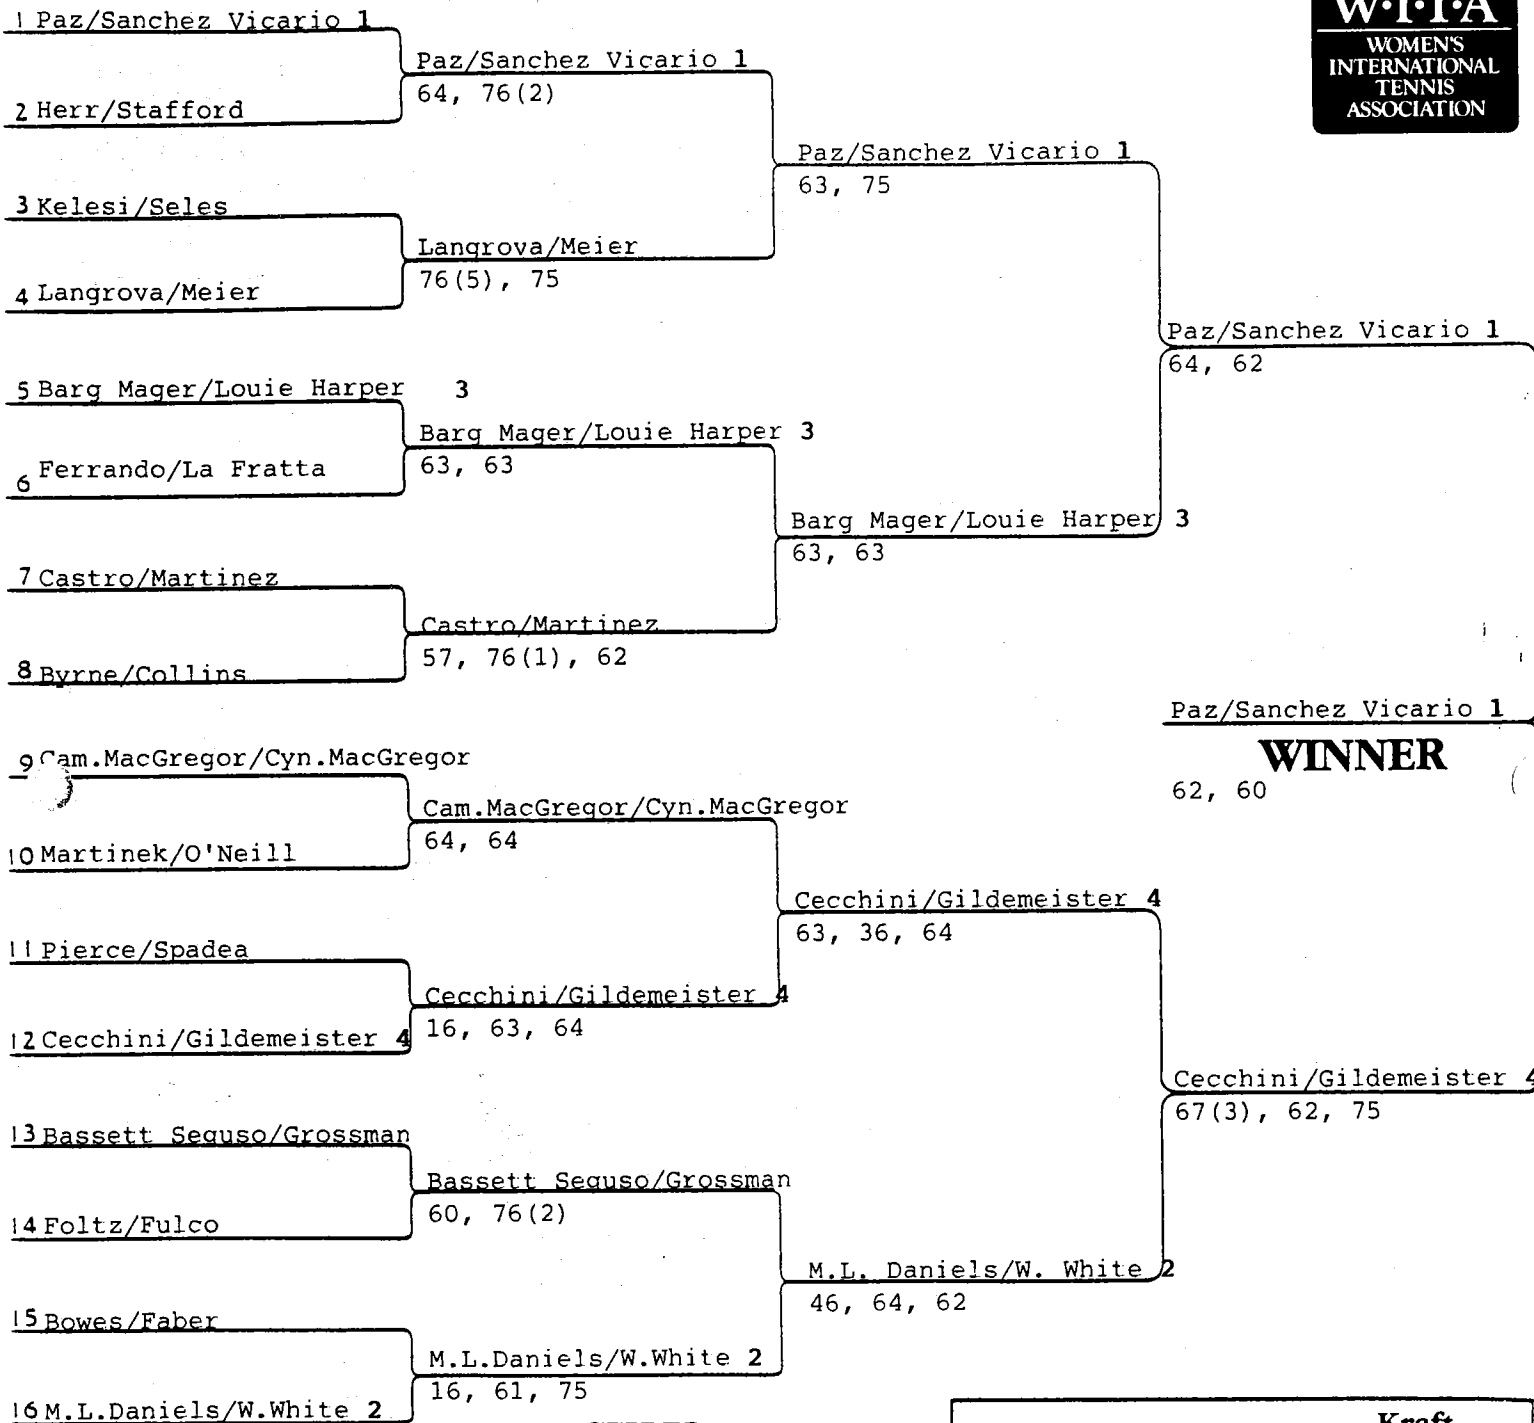 1 Paz/Sanchez Vicario 1
2 Herr/Stafford
3 Kelesi/Seles
4 Langrova/Meier
5 Barg Mager/Louie Harper 3
6 Ferrando/La Fratta
7 Castro/Martinez
8 Byrne/Collins
9 Cam.MacGregor/Cyn.MacGregor
10 Martinek/O'Neill
11 Pierce/Spadea
12 Cecchini/Gildemeister 4
13 Bassett Seguso/Grossman
14 Foltz/Fulco
15 Bowes/Faber
16 M.L.Daniels/W.White 2
Paz/Sanchez Vicario 1
64, 76(2)
Langrova/Meier
76(5), 75
Barg Mager/Louie Harper 3
63, 63
Castro/Martinez
57, 76(1), 62
Cam.MacGregor/Cyn.MacGregor
64, 64
Cecchini/Gildemeister 4
16, 63, 64
Bassett Seguso/Grossman
60, 76(2)
M.L.Daniels/W.White 2
16, 61, 75
Paz/Sanchez Vicario 1
63, 75
Barg Mager/Louie Harper 3
63, 63
Cecchini/Gildemeister 4
63, 36, 64
M.L. Daniels/W. White 2
46, 64, 62
W·I·T·A
WOMEN'S
INTERNATIONAL
TENNIS
ASSOCIATION
Paz/Sanchez Vicario 1
64, 62
Paz/Sanchez Vicario 1
WINNER
62, 60
Cecchini/Gildemeister 4
67(3), 62, 75
Kraft